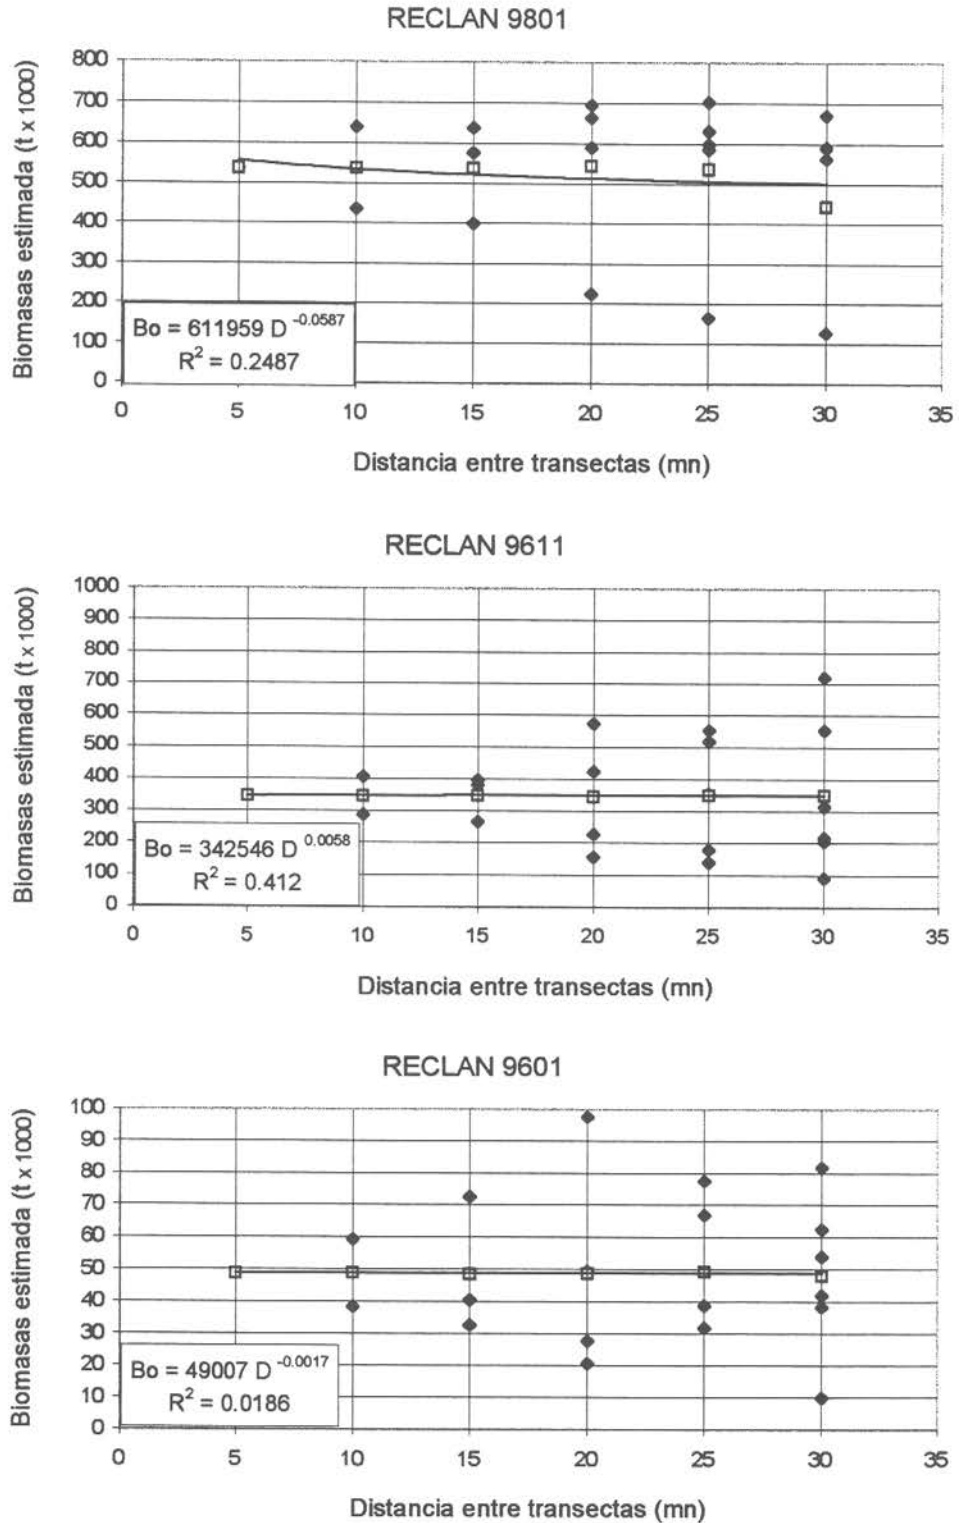 RECLAN 9801
Biomasas estimada (t x 1000)
800
700
600
500
400
300
200
100
0
Bo = 611959 D^-0.0587
R² = 0.2487
0 5 10 15 20 25 30 35
Distancia entre transectas (mn)
RECLAN 9611
Biomasas estimada (t x 1000)
1000
900
800
700
600
500
400
300
200
100
0
Bo = 342546 D^0.0058
R² = 0.412
0 5 10 15 20 25 30 35
Distancia entre transectas (mn)
RECLAN 9601
Biomasas estimada (t x 1000)
100
90
80
70
60
50
40
30
20
10
0
Bo = 49007 D^-0.0017
R² = 0.0186
0 5 10 15 20 25 30 35
Distancia entre transectas (mn)